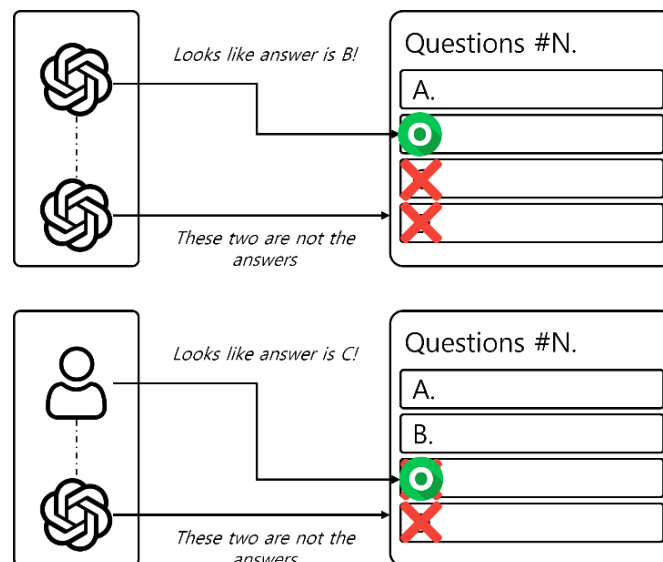 Looks like answer is B!
Questions #N.
A.
These two are not the
answers
Looks like answer is C!
Questions #N.
A.
B.
These two are not the
answers